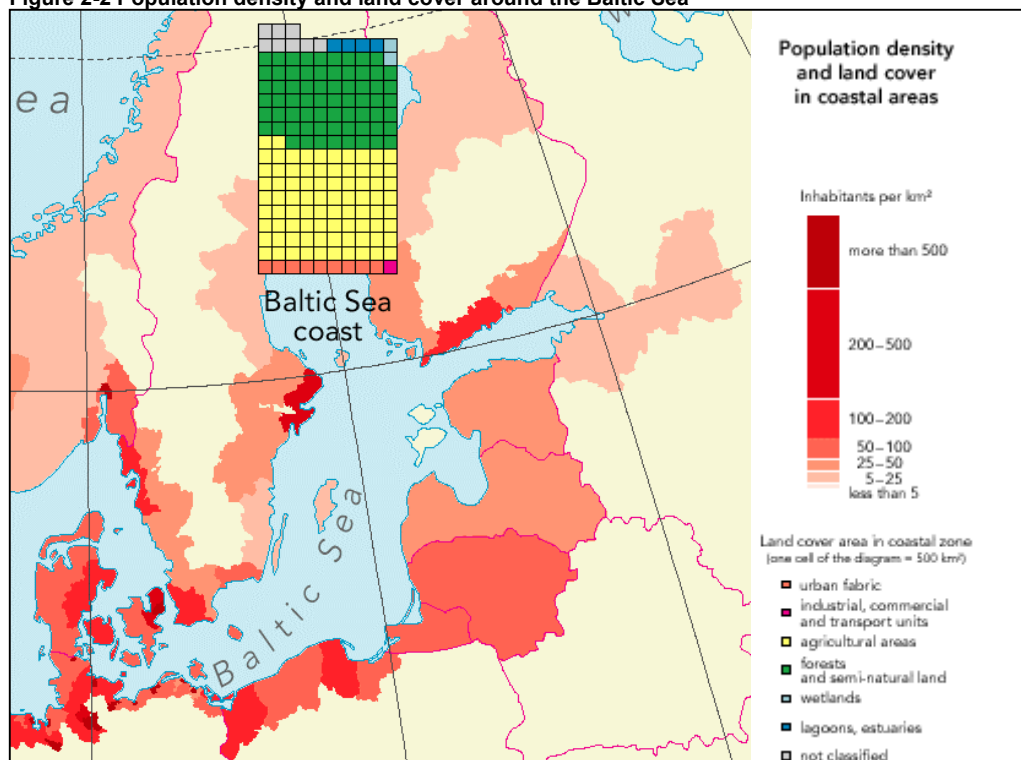 Figure 2-2 Population density and land cover around the Baltic Sea
ea
Baltic Sea
coast
Baltic Sea
Population density
and land cover
in coastal areas
Inhabitants per km²
more than 500
200–500
100–200
50–100
25–50
5–25
less than 5
Land cover area in coastal zone
(one cell of the diagram = 500 km²)
urban fabric
industrial, commercial
and transport units
agricultural areas
forests
and semi-natural land
wetlands
lagoons, estuaries
not classified